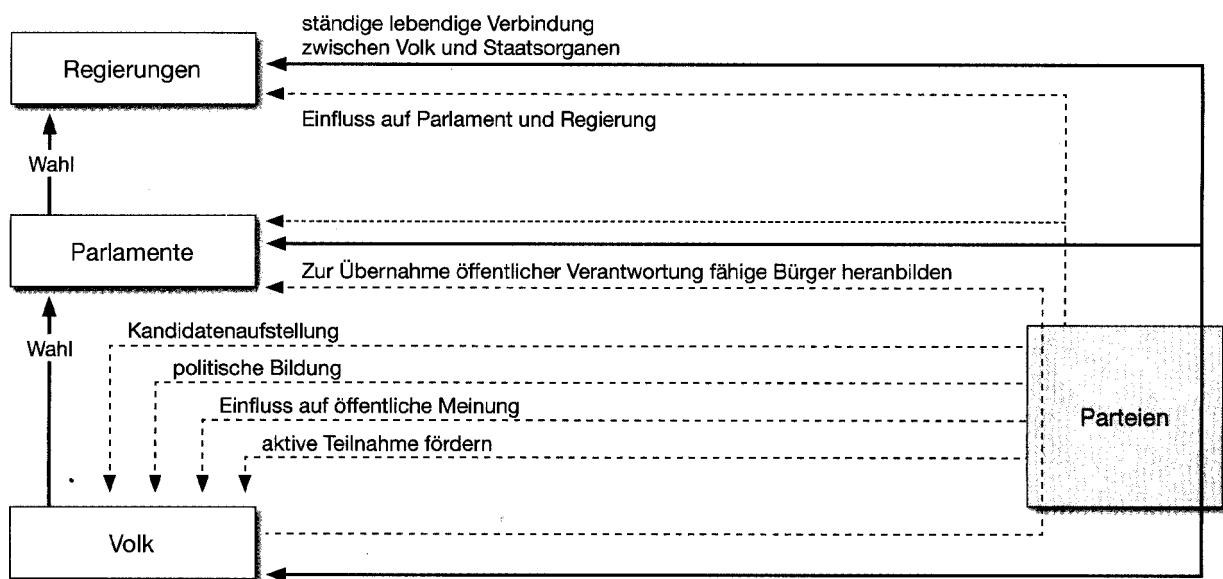 ständige lebendige Verbindung
zwischen Volk und Staatsorganen
Regierungen
Einfluss auf Parlament und Regierung
Wahl
Parlamente
Zur Übernahme öffentlicher Verantwortung fähige Bürger heranbilden
Kandidatenaufstellung
Wahl
politische Bildung
Einfluss auf öffentliche Meinung
Parteien
aktive Teilnahme fördern
Volk